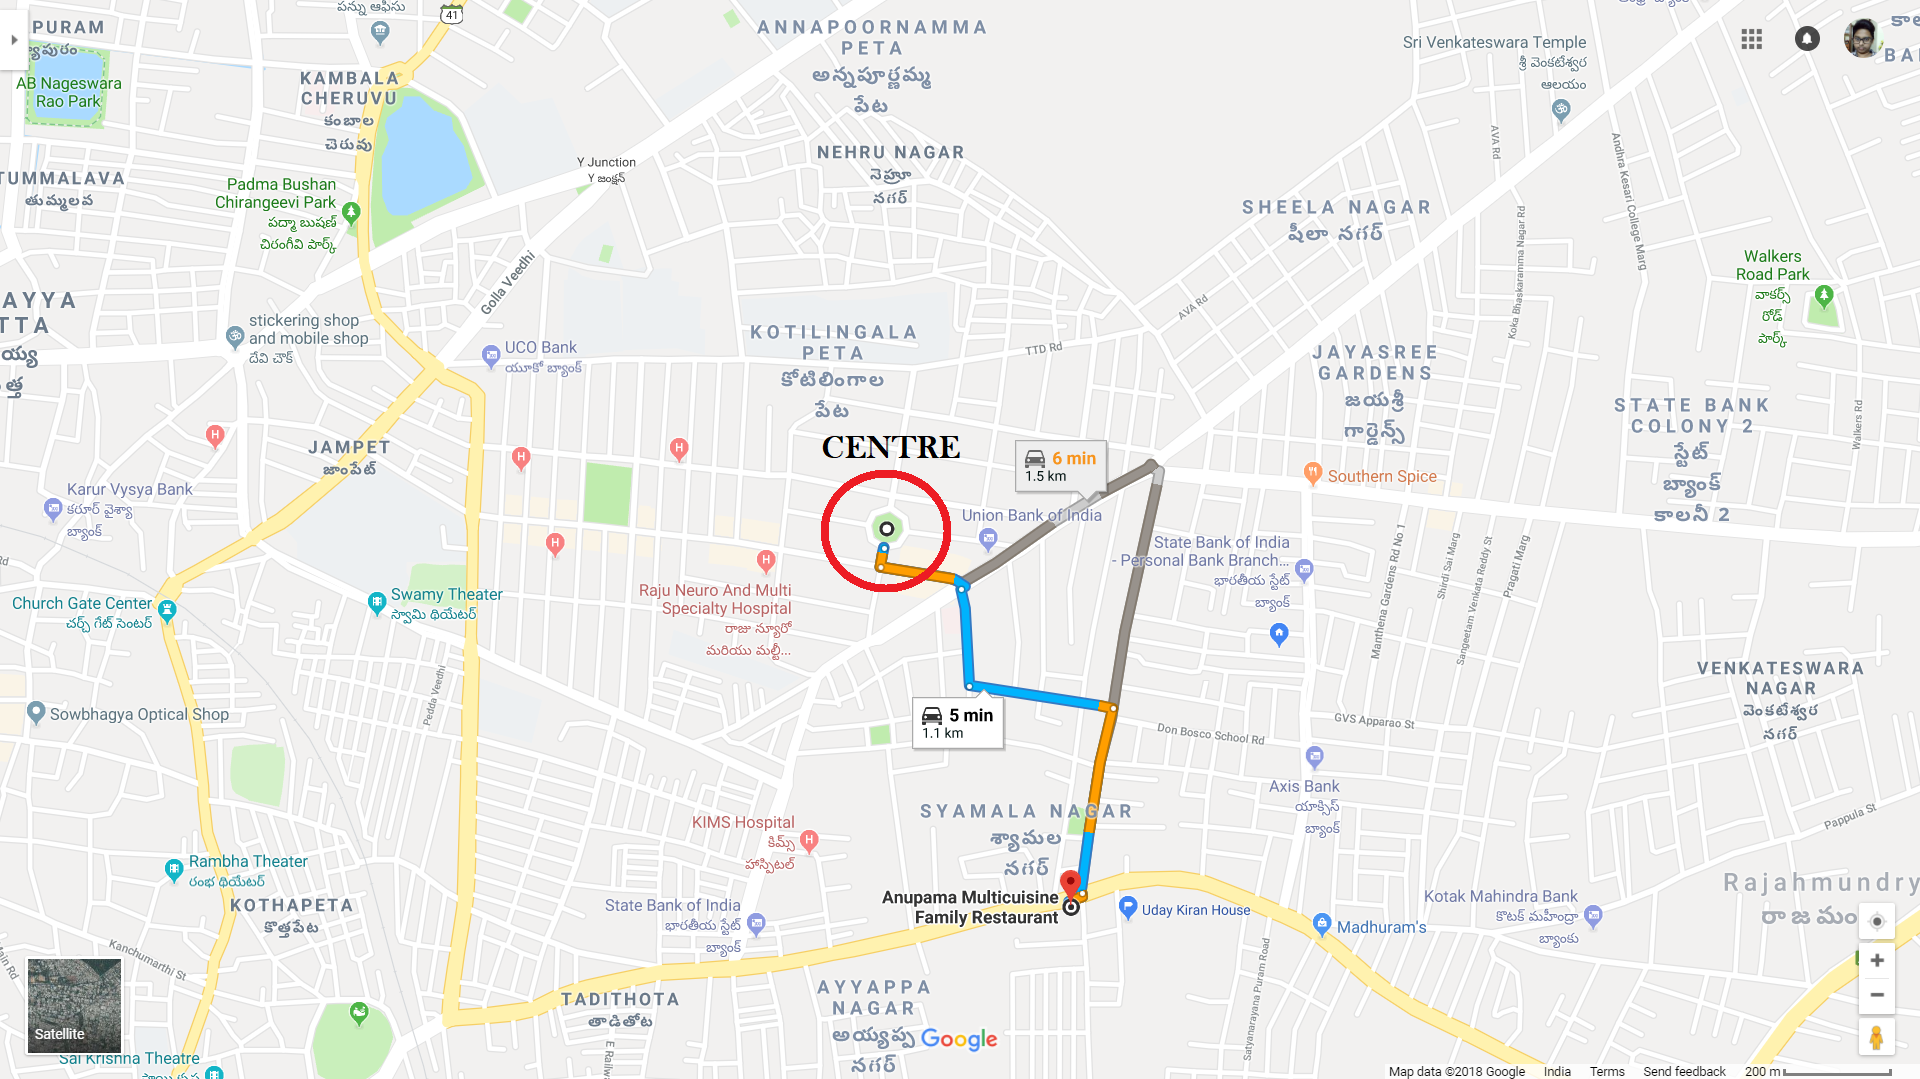 పన్ను ఆఫీసు
41
PURAM
AB Nageswara
Rao Park
KAMBALA
CHERUVU
కంబాల
చెరువు
ANNAPOORNAMMA
PETA
అన్నపూర్ణమ్మ
పేట
Sri Venkateswara Temple
శ్రీ వెంకటేశ్వర
ఆలయం
Y Junction
Y జంక్షన్
NEHRU NAGAR
నెహ్రూ
నగర్
TUMMALAVA
తుమ్మలవ
Padma Bushan
Chirangeevi Park
పద్మా బుషణ్
చిరంగీవి పార్క్
AVA Rd
Andhra Kesari College Marg
SHEELA NAGAR
షీలా నగర్
Koka Bhaskaramma Nagar Rd
Walkers
Road Park
వాకర్స్
రోడ్
పార్క్
Golla Veedhi
AYYA
TTA
య్య
త్త
stickering shop
and mobile shop
దేవి చౌక్
UCO Bank
యూకో బ్యాంక్
KOTILINGALA
PETA
కోటిలింగాల
పేట
TTD Rd
AVA Rd
JAYASREE
GARDENS
జయశ్రీ
గార్డెన్స్
STATE BANK
COLONY 2
స్టేట్
బ్యాంక్
కాలనీ 2
Walkers Rd
JAMPET
జాంపేట్
CENTRE
6 min
1.5 km
Southern Spice
Karur Vysya Bank
కరూర్ వైశ్యా
బ్యాంక్
Union Bank of India
State Bank of India
- Personal Bank Branch...
భారతీయ స్టేట్
బ్యాంక్
Manthena Gardens Rd No 1
Shirdi Sai Marg
Sangeetam Venkata Reddy St
Pragati Marg
Church Gate Center
చర్చ్ గేట్ సెంటర్
Swamy Theater
స్వామి థియేటర్
Raju Neuro And Multi
Specialty Hospital
రాజు న్యూరో
మరియు మల్టీ...
Pedda Veedhi
Sowbhagya Optical Shop
5 min
1.1 km
Don Bosco School Rd
GVS Apparao St
VENKATESWARA
NAGAR
వెంకటేశ్వర
నగర్
Axis Bank
యాక్సిస్
బ్యాంక్
Pappula St
SYAMALA NAGAR
శ్యామల
నగర్
KIMS Hospital
కిమ్స్
హాస్పిటల్
Rambha Theater
రంభ థియేటర్
KOTHAPETA
కొత్తపేట
Anupama Multicuisine
Family Restaurant
Uday Kiran House
Madhuram's
Kotak Mahindra Bank
కొటక్ మహీంద్రా
బ్యాంకు
Rajahmundry
State Bank of India
భారతీయ స్టేట్
బ్యాంక్
Kanchumarthi St
Main Rd
Satyanarayana Puram Road
TADITHOTA
తాడితోట
AYYAPPA
NAGAR
అయ్యప్ప
నగర్
Google
Satellite
Sai Krishna Theatre
Map data ©2018 Google India Terms Send feedback 200 m